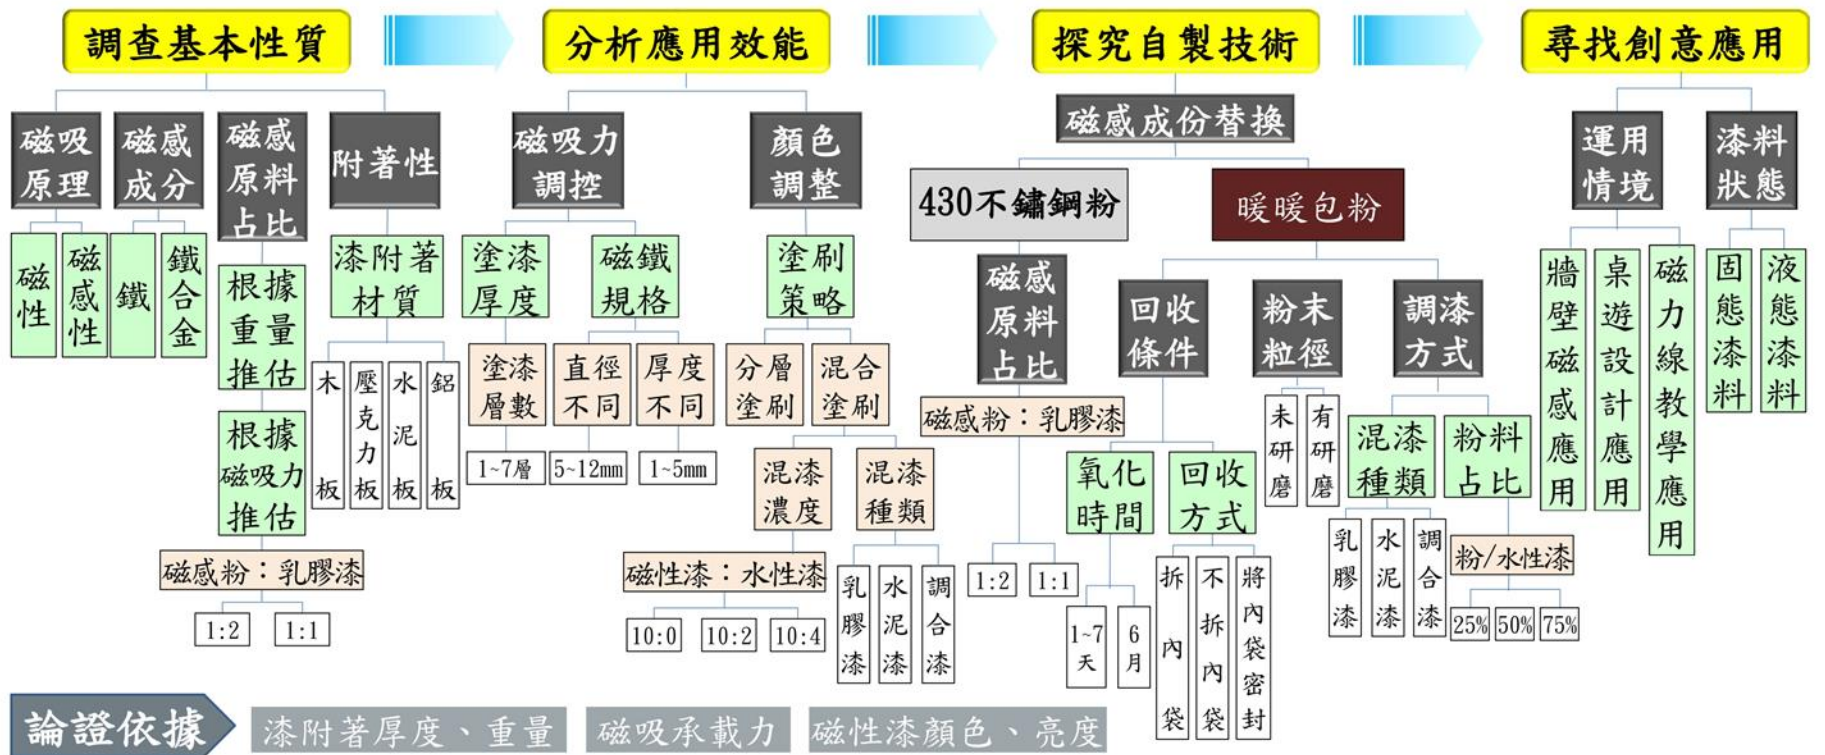 調查基本性質
分析應用效能
探究自製技術
尋找創意應用
磁吸
原理
磁性
磁感性
磁感
成分
鐵
鐵合金
磁感
原料
占比
根據
重量
推估
根據
磁吸力
推估
磁感粉：乳膠漆
1:2
1:1
附著性
漆附著
材質
木板
壓克力板
水泥板
鋁板
磁吸力
調控
塗漆
厚度
塗漆
層數
1~7層
磁鐵
規格
直徑
不同
5~12mm
厚度
不同
1~5mm
顏色
調整
塗刷
策略
分層
塗刷
混合
塗刷
混漆
濃度
磁性漆：水性漆
10:0
10:2
10:4
混漆
種類
乳膠漆
水泥漆
調合漆
磁感成份替換
430不鏽鋼粉
磁感
原料
占比
磁感粉：乳膠漆
1:2
1:1
暖暖包粉
回收
條件
氧化
時間
1~7
天
6
月
回收
方式
拆內袋
不拆內袋
將內袋密封
粉末
粒徑
未研磨
有研磨
調漆
方式
混漆
種類
乳膠漆
水泥漆
調合漆
粉料
占比
粉/水性漆
25%
50%
75%
運用
情境
牆壁磁感應用
桌遊設計應用
磁力線教學應用
漆料
狀態
固態漆料
液態漆料
論證依據
漆附著厚度、重量
磁吸承載力
磁性漆顏色、亮度